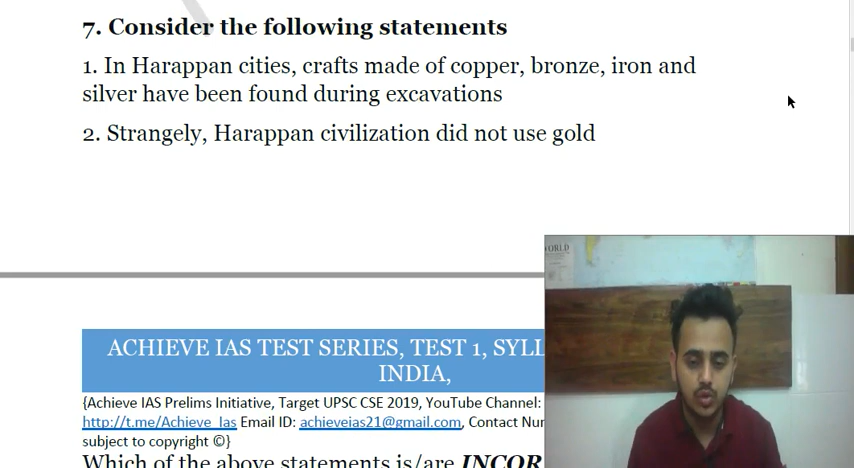 7. Consider the following statements
1. In Harappan cities, crafts made of copper, bronze, iron and
silver have been found during excavations
2. Strangely, Harappan civilization did not use gold
ORLD
ACHIEVE IAS TEST SERIES, TEST 1, SYLL
INDIA,
{Achieve IAS Prelims Initiative, Target UPSC CSE 2019, YouTube Channel:
http://t.me/Achieve_Ias Email ID: achieveias21@gmail.com, Contact Nu
subject to copyright ©}
Which of the above statements is/are INCOR